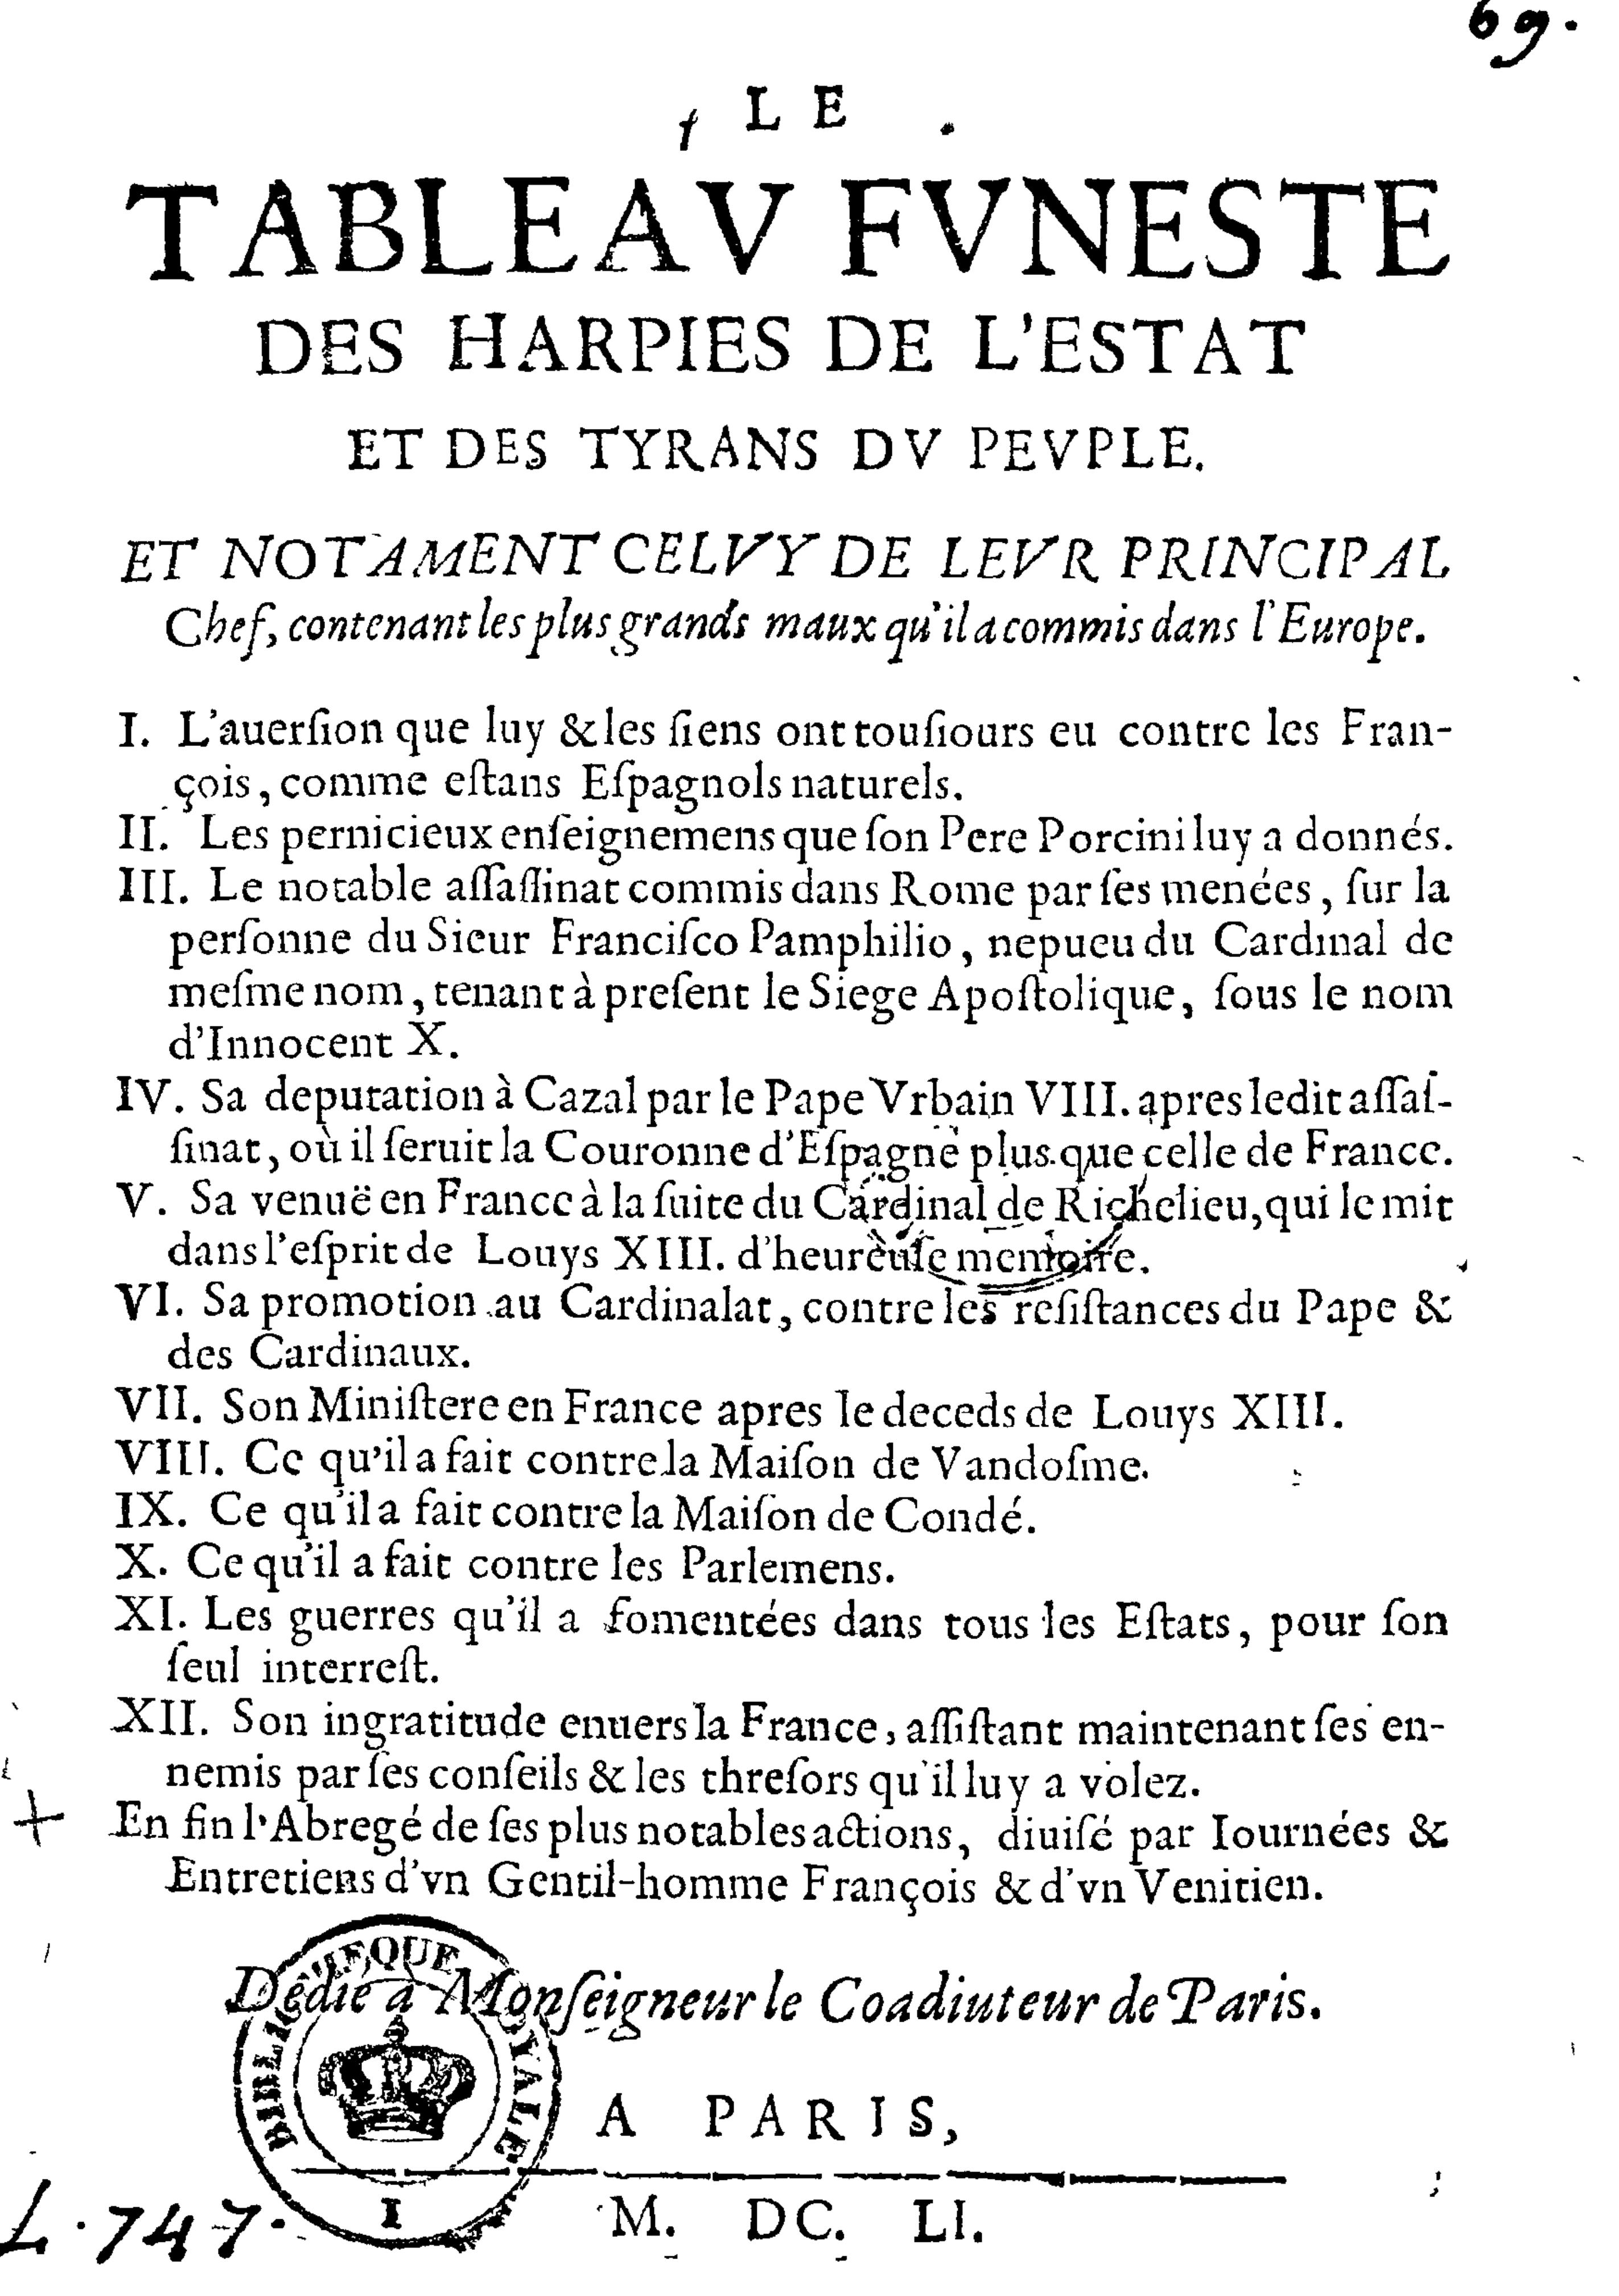 69.
LE
TABLEAV FVNESTE
DES HARPIES DE L'ESTAT
ET DES TYRANS DV PEVPLE.
ET NOTAMENT CELVY DE LEVR PRINCIPAL
Chef, contenant les plus grands maux qu'il a commis dans l'Europe.
I. L'auerſion que luy & les ſiens ont touſiours eu contre les Fran-
çois, comme eſtans Eſpagnols naturels.
II. Les pernicieux enſeignemens que ſon Pere Porcini luy a donnés.
III. Le notable aſſaſſinat commis dans Rome par ſes menées, ſur la
perſonne du Sieur Franciſco Pamphilio, nepueu du Cardinal de
meſme nom, tenant à preſent le Siege Apoſtolique, ſous le nom
d'Innocent X.
IV. Sa deputation à Cazal par le Pape Vrbain VIII. apres ledit aſſaſ-
ſinat, où il ſeruit la Couronne d'Eſpagne plus que celle de France.
V. Sa venuë en France à la ſuite du Cardinal de Richelieu, qui le mit
dans l'eſprit de Louys XIII. d'heureuſe memoire.
VI. Sa promotion au Cardinalat, contre les reſiſtances du Pape &
des Cardinaux.
VII. Son Miniſtere en France apres le deceds de Louys XIII.
VIII. Ce qu'il a fait contre la Maiſon de Vandoſme.
IX. Ce qu'il a fait contre la Maiſon de Condé.
X. Ce qu'il a fait contre les Parlemens.
XI. Les guerres qu'il a fomentées dans tous les Eſtats, pour ſon
ſeul interreſt.
XII. Son ingratitude enuers la France, aſſiſtant maintenant ſes en-
nemis par ſes conſeils & les threſors qu'il luy a volez.
En fin l'Abregé de ſes plus notables actions, diuiſé par Iournées &
Entretiens d'vn Gentil-homme François & d'vn Venitien.
Dedié à Monſeigneur le Coadiuteur de Paris.
BIBLIOTHEQUE ROYALE
I
A PARIS,
M. DC. LI.
L.747.